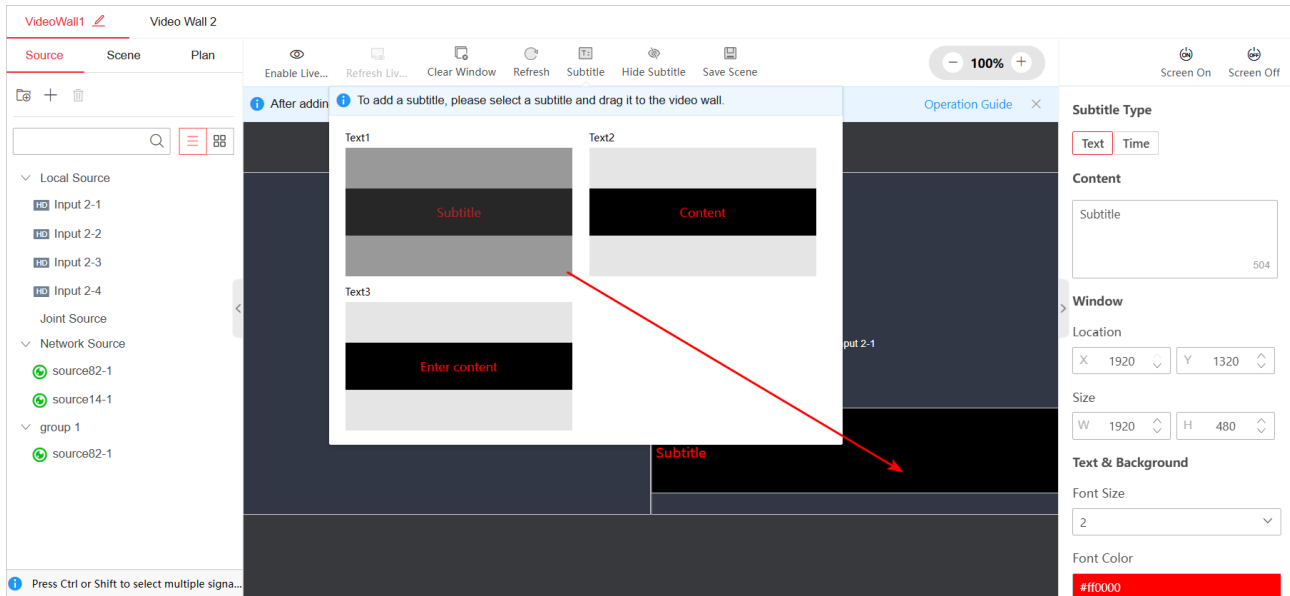 VideoWall1
Video Wall 2
Source
Scene
Plan
Enable Live...
Refresh Liv...
Clear Window
Refresh
Subtitle
Hide Subtitle
Save Scene
100%
Screen On
Screen Off
After addin
To add a subtitle, please select a subtitle and drag it to the video wall.
Operation Guide
Text1
Subtitle
Text2
Content
Text3
Enter content
Local Source
HD Input 2-1
HD Input 2-2
HD Input 2-3
HD Input 2-4
Joint Source
Network Source
source82-1
source14-1
group 1
source82-1
Press Ctrl or Shift to select multiple signa...
put 2-1
Subtitle
Subtitle Type
Text
Time
Content
Subtitle
504
Window
Location
X 1920
Y 1320
Size
W 1920
H 480
Text & Background
Font Size
2
Font Color
#ff0000